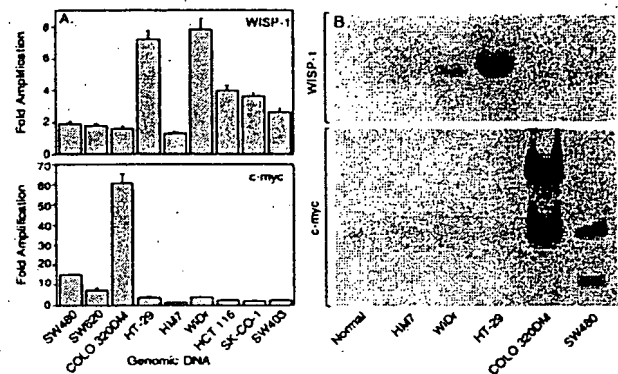 A.
WISP-1
Fold Amplification
8
6
4
2
0
c-myc
Fold Amplification
70
60
50
40
30
20
10
0
SW480
SW620
COLO 320DM
HT-29
HM7
WiDr
HCT 116
SK-CO-1
SW403
Genomic DNA
B.
WISP-1
c-myc
Normal
HM7
WiDr
HT-29
COLO 320DM
SW480